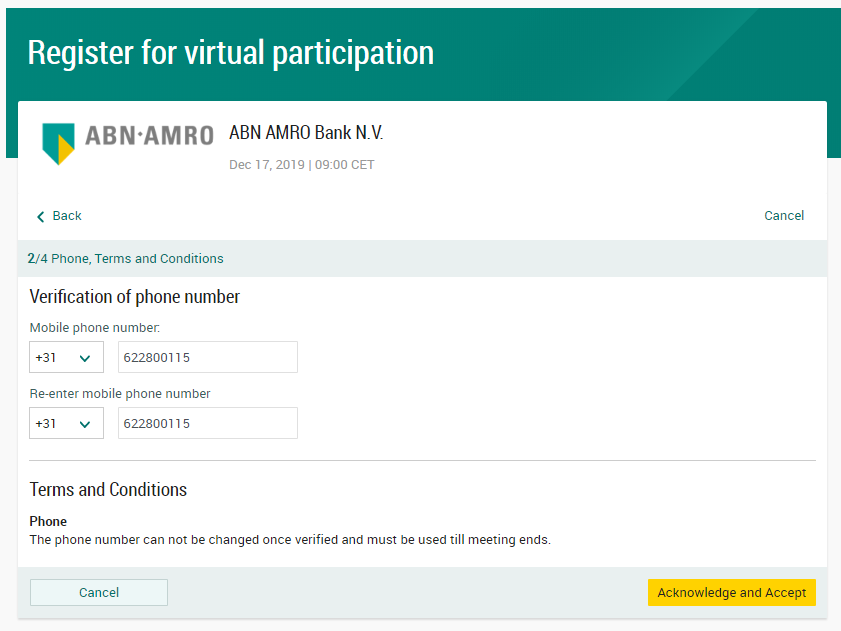 Register for virtual participation
ABN·AMRO
ABN AMRO Bank N.V.
Dec 17, 2019 | 09:00 CET
Back
Cancel
2/4 Phone, Terms and Conditions
Verification of phone number
Mobile phone number:
+31 622800115
Re-enter mobile phone number
+31 622800115
Terms and Conditions
Phone
The phone number can not be changed once verified and must be used till meeting ends.
Cancel
Acknowledge and Accept